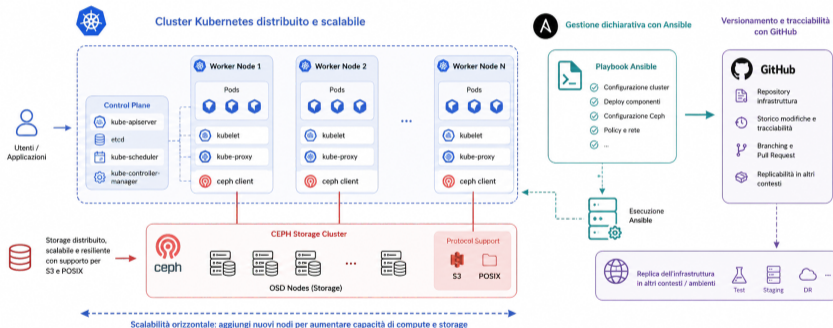 Cluster Kubernetes distribuito e scalabile
Utenti /
Applicazioni
Control Plane
kube-apiserver
etcd
kube-scheduler
kube-controller-
manager
Worker Node 1
Pods
kubelet
kube-proxy
ceph client
Worker Node 2
Pods
kubelet
kube-proxy
ceph client
...
Worker Node N
Pods
kubelet
kube-proxy
ceph client
Storage distribuito,
scalabile e resiliente
con supporto per
S3 e POSIX
ceph
CEPH Storage Cluster
...
OSD Nodes (Storage)
Protocol Support
S3
POSIX
Scalabilità orizzontale: aggiungi nuovi nodi per aumentare capacità di compute e storage
Gestione dichiarativa con Ansible
Playbook Ansible
Configurazione cluster
Deploy componenti
Configurazione Ceph
Policy e rete
...
Esecuzione
Ansible
Versionamento e tracciabilità
con GitHub
GitHub
Repository
infrastruttura
Storico modifiche e
tracciabilità
Branching e
Pull Request
Replicabilità in altri
contesti
Replica dell'infrastruttura
in altri contesti / ambienti
Test
Staging
DR
...